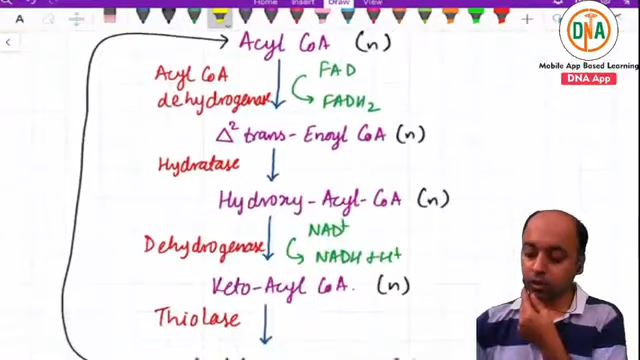 Home Insert Draw View
A
DNA
Mobile App Based Learning
DNA App
Acyl CoA (n)
Acyl CoA
dehydrogenase
FAD
FADH2
Δ2 trans - Enoyl CoA (n)
Hydratase
Hydroxy - Acyl - CoA (n)
Dehydrogenase
NAD+
NADH + H+
Keto - Acyl CoA. (n)
Thiolase